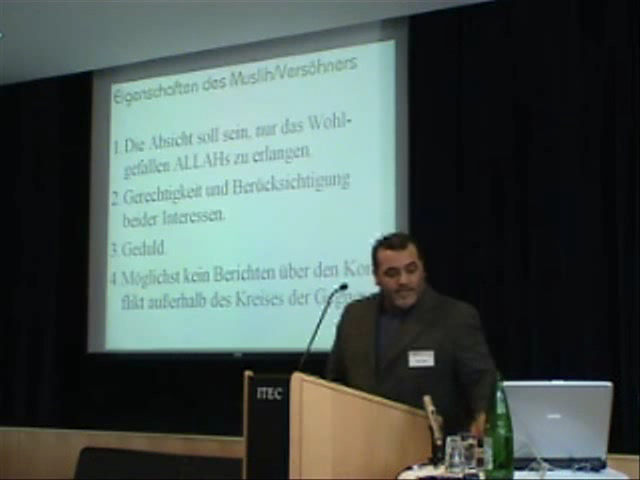 Eigenschaften des Muslih/Versöhners
1. Die Absicht soll sein, nur das Wohl-
gefallen ALLAHs zu erlangen.
2. Gerechtigkeit und Berücksichtigung
beider Interessen.
3. Geduld
4. Möglichst kein Berichten über den Kon
flikt außerhalb des Kreises der
ITEC